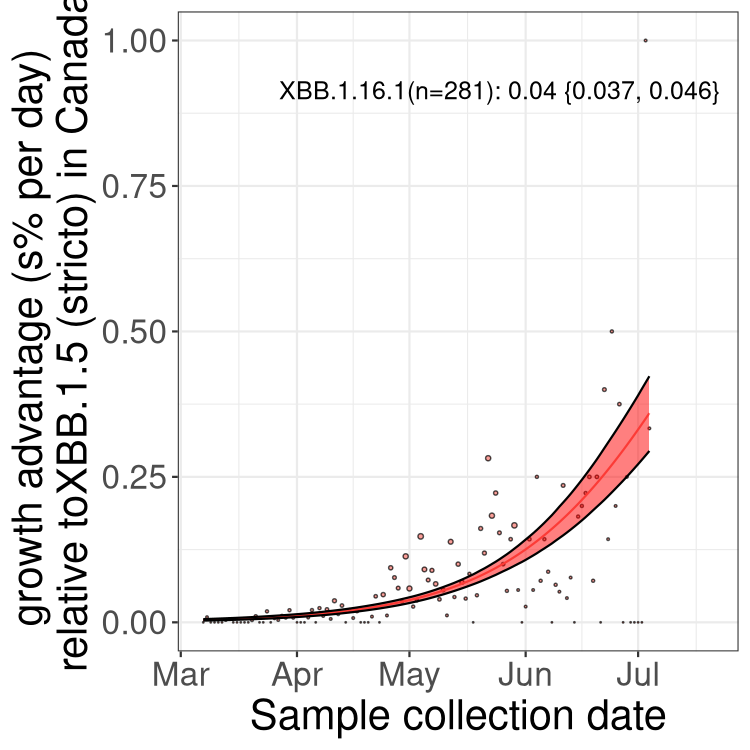 growth advantage (s% per day)
relative toXBB.1.5 (stricto) in Canada
1.00
0.75
0.50
0.25
0.00
XBB.1.16.1(n=281): 0.04 {0.037, 0.046}
Mar Apr May Jun Jul
Sample collection date